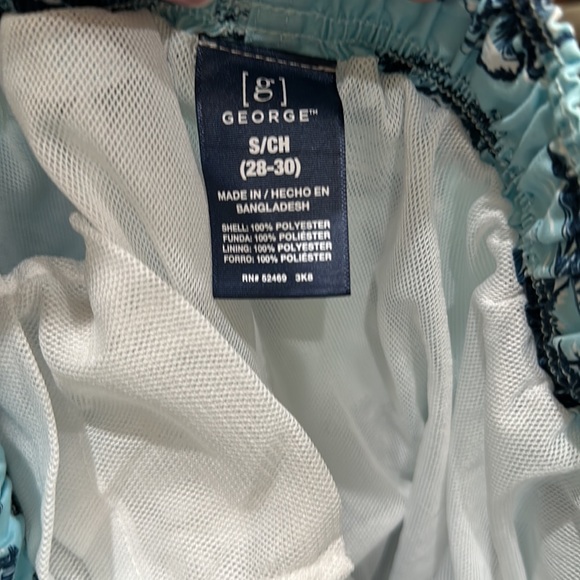 [g]
GEORGE™
S/CH
(28-30)
MADE IN / HECHO EN
BANGLADESH
SHELL: 100% POLYESTER
FUNDA: 100% POLIÉSTER
LINING: 100% POLYESTER
FORRO: 100% POLIÉSTER
RN# 52469 3K8